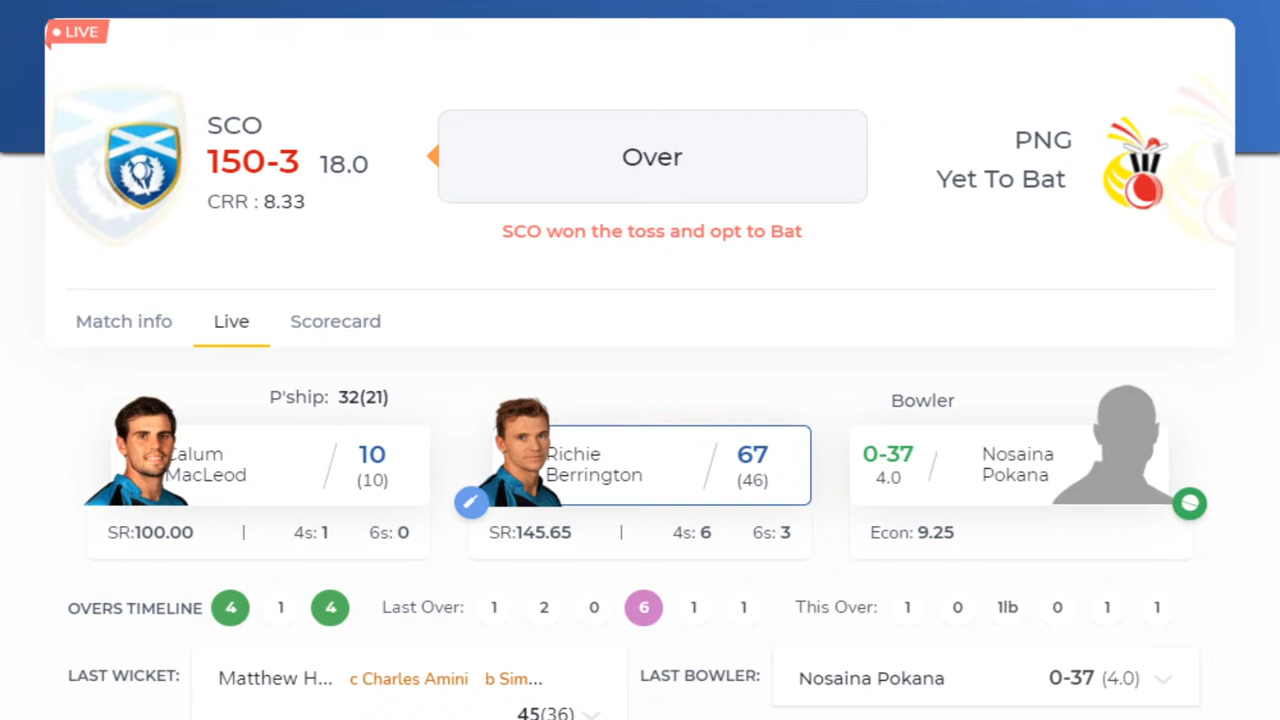 LIVE
SCO
150-3 18.0
CRR : 8.33
Over
SCO won the toss and opt to Bat
PNG
Yet To Bat
Match info Live Scorecard
P'ship: 32(21)
Calum
MacLeod
10
(10)
SR:100.00 | 4s: 1 6s: 0
Richie
Berrington
67
(46)
SR:145.65 | 4s: 6 6s: 3
Bowler
0-37
4.0
Nosaina
Pokana
Econ: 9.25
OVERS TIMELINE 4 1 4 Last Over: 1 2 0 6 1 1 This Over: 1 0 1lb 0 1 1
LAST WICKET: Matthew H... c Charles Amini b Sim...
45(36)
LAST BOWLER: Nosaina Pokana 0-37 (4.0)